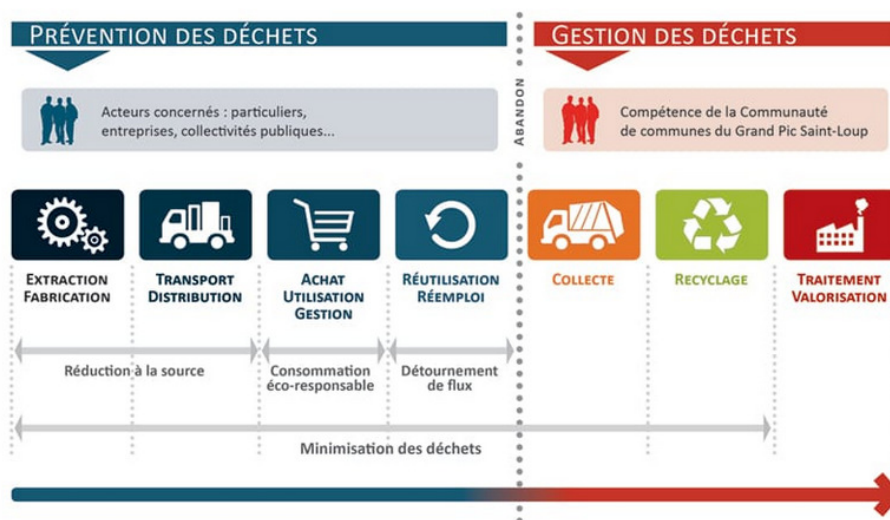 PRÉVENTION DES DÉCHETS
GESTION DES DÉCHETS
Acteurs concernés : particuliers,
entreprises, collectivités publiques...
ABANDON
Compétence de la Communauté
de communes du Grand Pic Saint-Loup
EXTRACTION
FABRICATION
TRANSPORT
DISTRIBUTION
ACHAT
UTILISATION
GESTION
RÉUTILISATION
RÉEMPLOI
COLLECTE
RECYCLAGE
TRAITEMENT
VALORISATION
Réduction à la source
Consommation
éco-responsable
Détournement
de flux
Minimisation des déchets